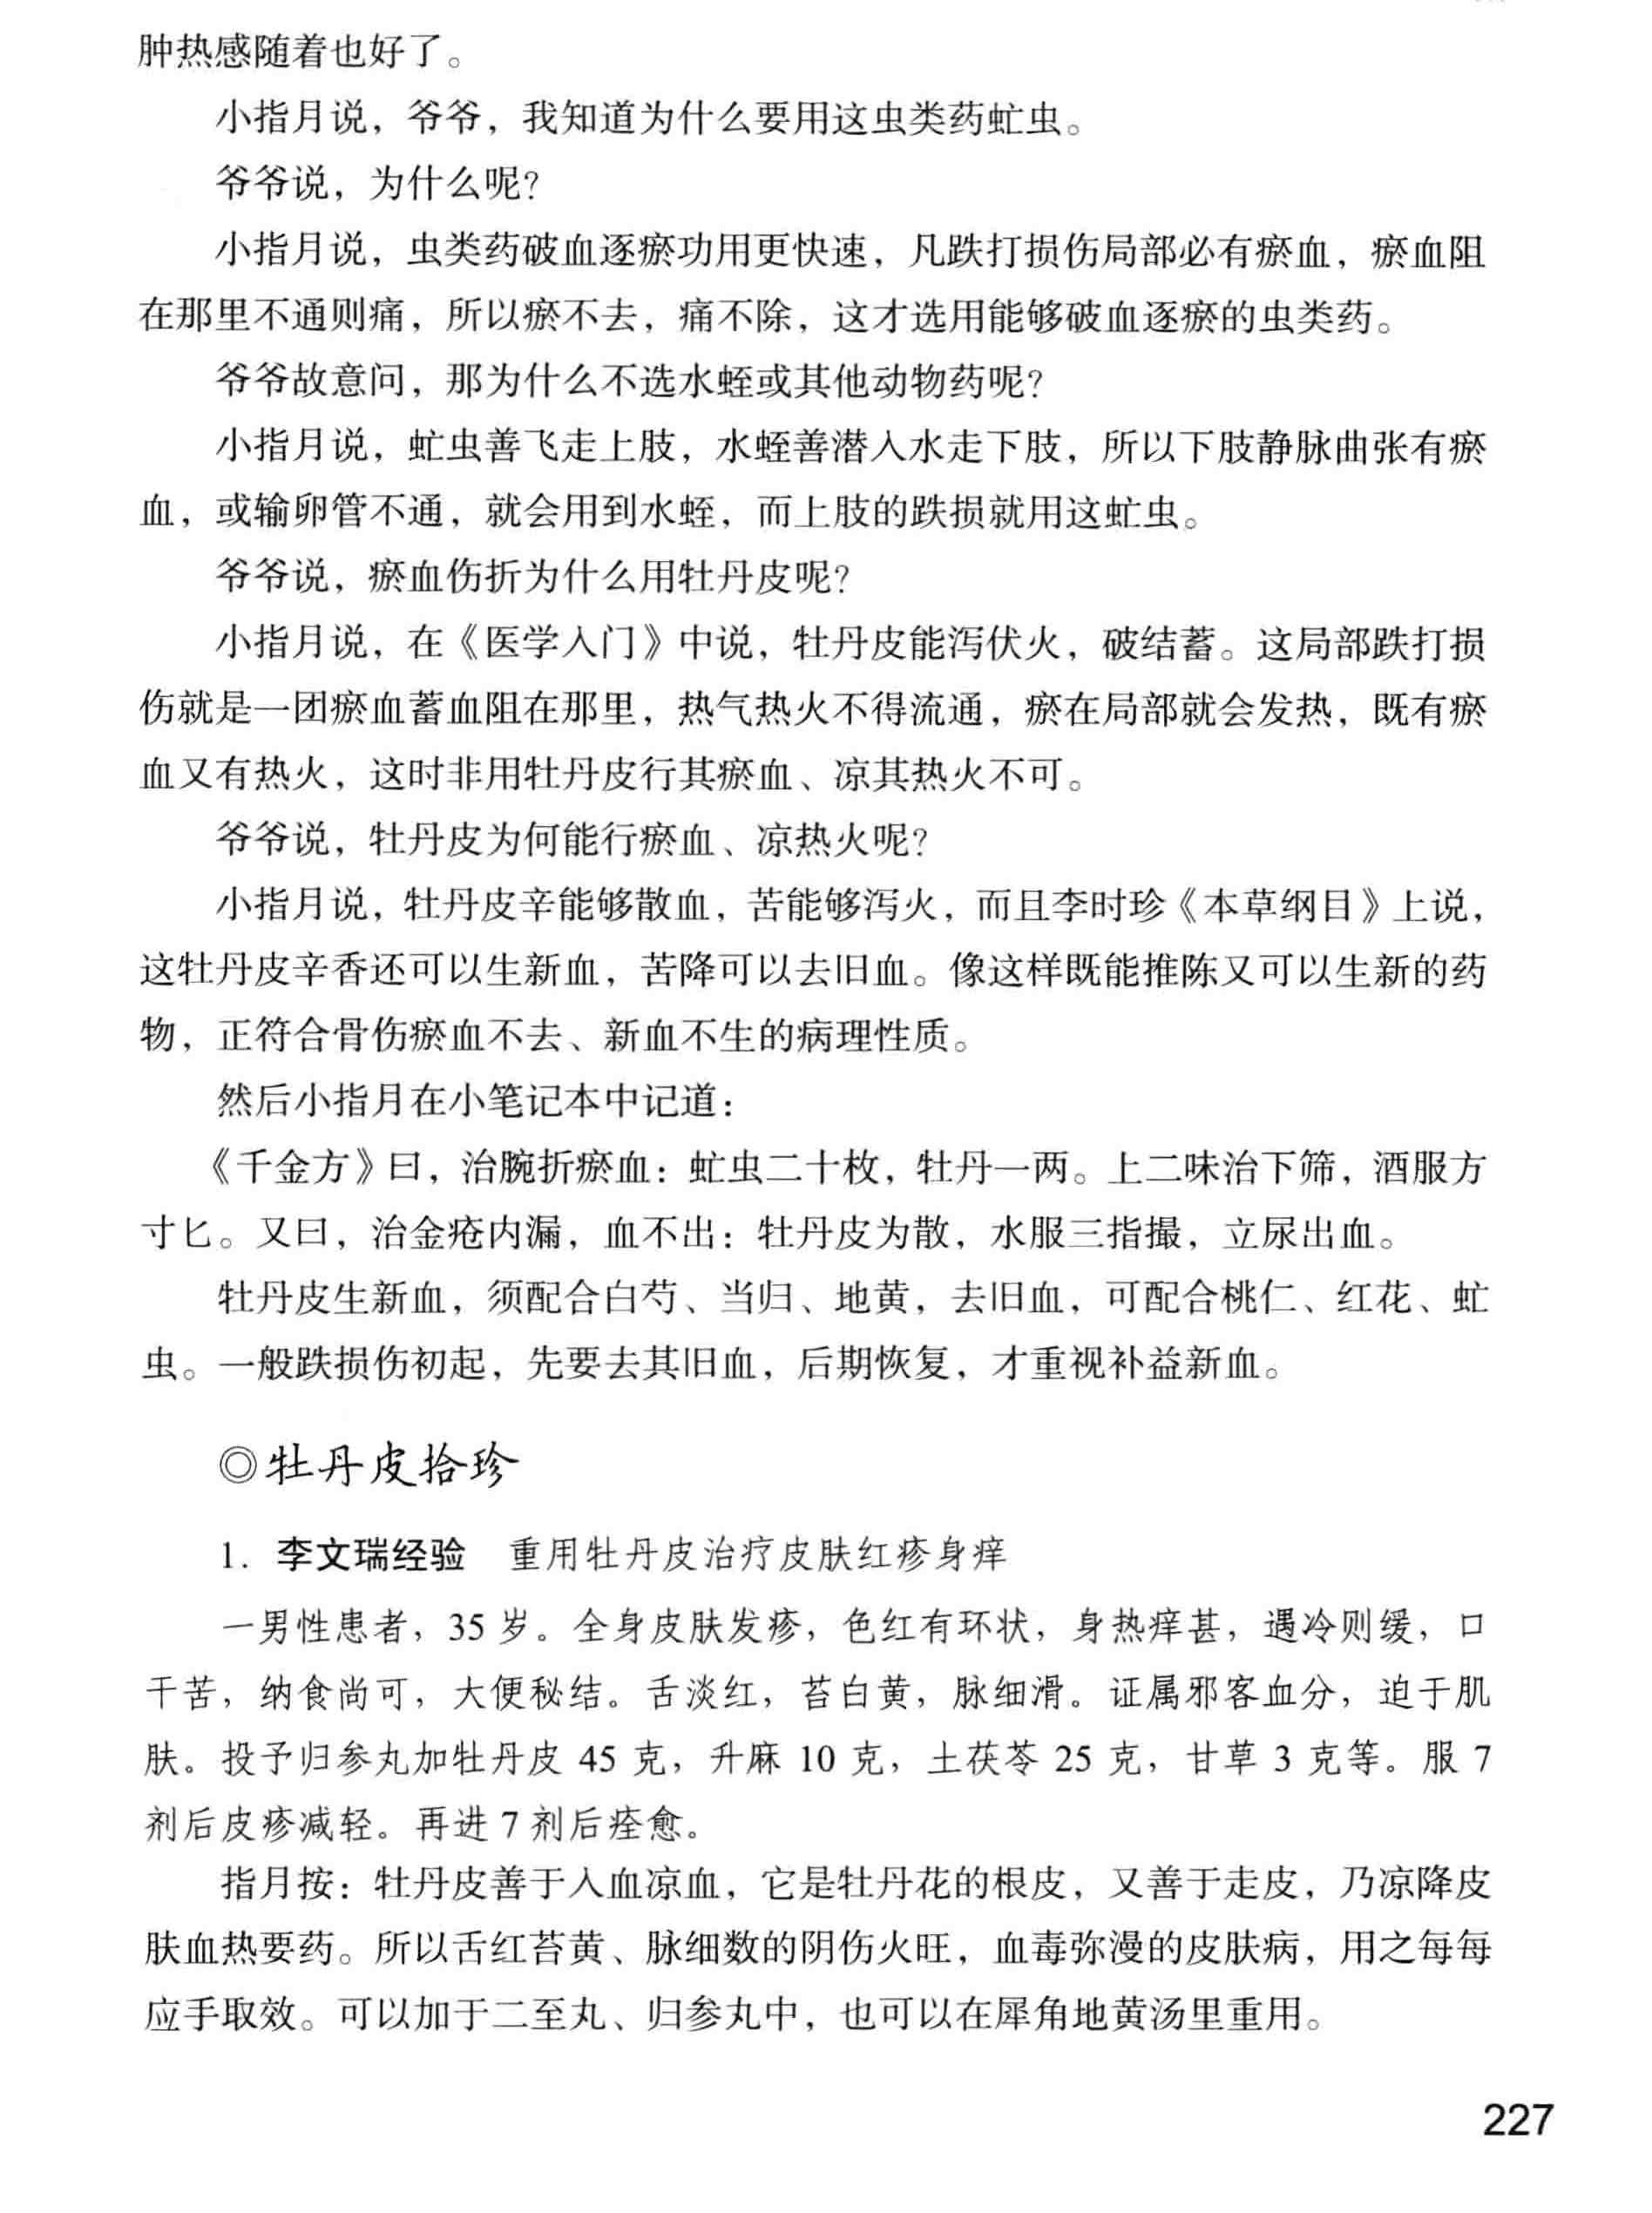 肿热感随着也好了。
小指月说，爷爷，我知道为什么要用这虫类药虻虫。
爷爷说，为什么呢？
小指月说，虫类药破血逐瘀功用更快速，凡跌打损伤局部必有瘀血，瘀血阻
在那里不通则痛，所以瘀不去，痛不除，这才选用能够破血逐瘀的虫类药。
爷爷故意问，那为什么不选水蛭或其他动物药呢？
小指月说，虻虫善飞走上肢，水蛭善潜入水走下肢，所以下肢静脉曲张有瘀
血，或输卵管不通，就会用到水蛭，而上肢的跌损就用这虻虫。
爷爷说，瘀血伤折为什么用牡丹皮呢？
小指月说，在《医学入门》中说，牡丹皮能泻伏火，破结蓄。这局部跌打损
伤就是一团瘀血蓄血阻在那里，热气热火不得流通，瘀在局部就会发热，既有瘀
血又有热火，这时非用牡丹皮行其瘀血、凉其热火不可。
爷爷说，牡丹皮为何能行瘀血、凉热火呢？
小指月说，牡丹皮辛能够散血，苦能够泻火，而且李时珍《本草纲目》上说，
这牡丹皮辛香还可以生新血，苦降可以去旧血。像这样既能推陈又可以生新的药
物，正符合骨伤瘀血不去、新血不生的病理性质。
然后小指月在小笔记本中记道：
《千金方》曰，治腕折瘀血：虻虫二十枚，牡丹一两。上二味治下筛，酒服方
寸匕。又曰，治金疮内漏，血不出：牡丹皮为散，水服三指撮，立尿出血。
牡丹皮生新血，须配合白芍、当归、地黄，去旧血，可配合桃仁、红花、虻
虫。一般跌损伤初起，先要去其旧血，后期恢复，才重视补益新血。
◎牡丹皮拾珍
1. 李文瑞经验 重用牡丹皮治疗皮肤红疹身痒
一男性患者，35 岁。全身皮肤发疹，色红有环状，身热痒甚，遇冷则缓，口
干苦，纳食尚可，大便秘结。舌淡红，苔白黄，脉细滑。证属邪客血分，迫于肌
肤。投予归参丸加牡丹皮 45 克，升麻 10 克，土茯苓 25 克，甘草 3 克等。服 7
剂后皮疹减轻。再进 7 剂后痊愈。
指月按：牡丹皮善于入血凉血，它是牡丹花的根皮，又善于走皮，乃凉降皮
肤血热要药。所以舌红苔黄、脉细数的阴伤火旺，血毒弥漫的皮肤病，用之每每
应手取效。可以加于二至丸、归参丸中，也可以在犀角地黄汤里重用。
227